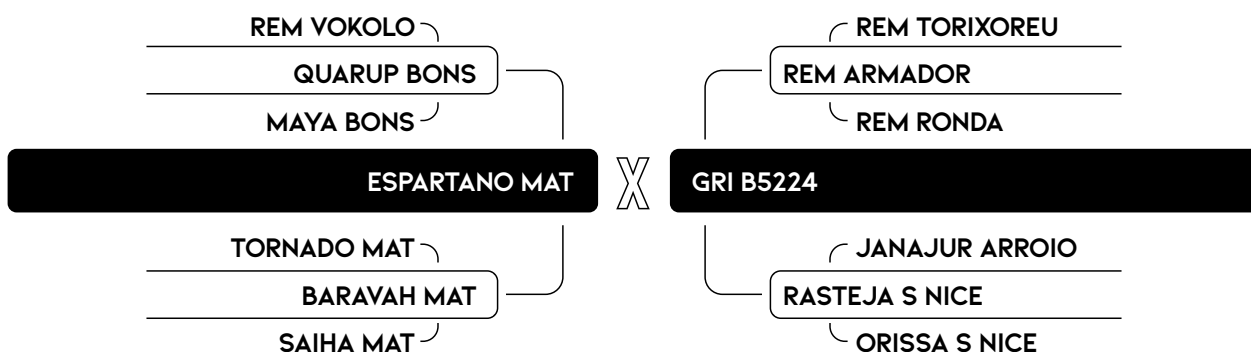 REM VOKOLO
QUARUP BONS
MAYA BONS
ESPARTANO MAT
TORNADO MAT
BARAVAH MAT
SAIHA MAT
X
REM TORIXOREU
REM ARMADOR
REM RONDA
GRI B5224
JANAJUR ARROIO
RASTEJA S NICE
ORISSA S NICE